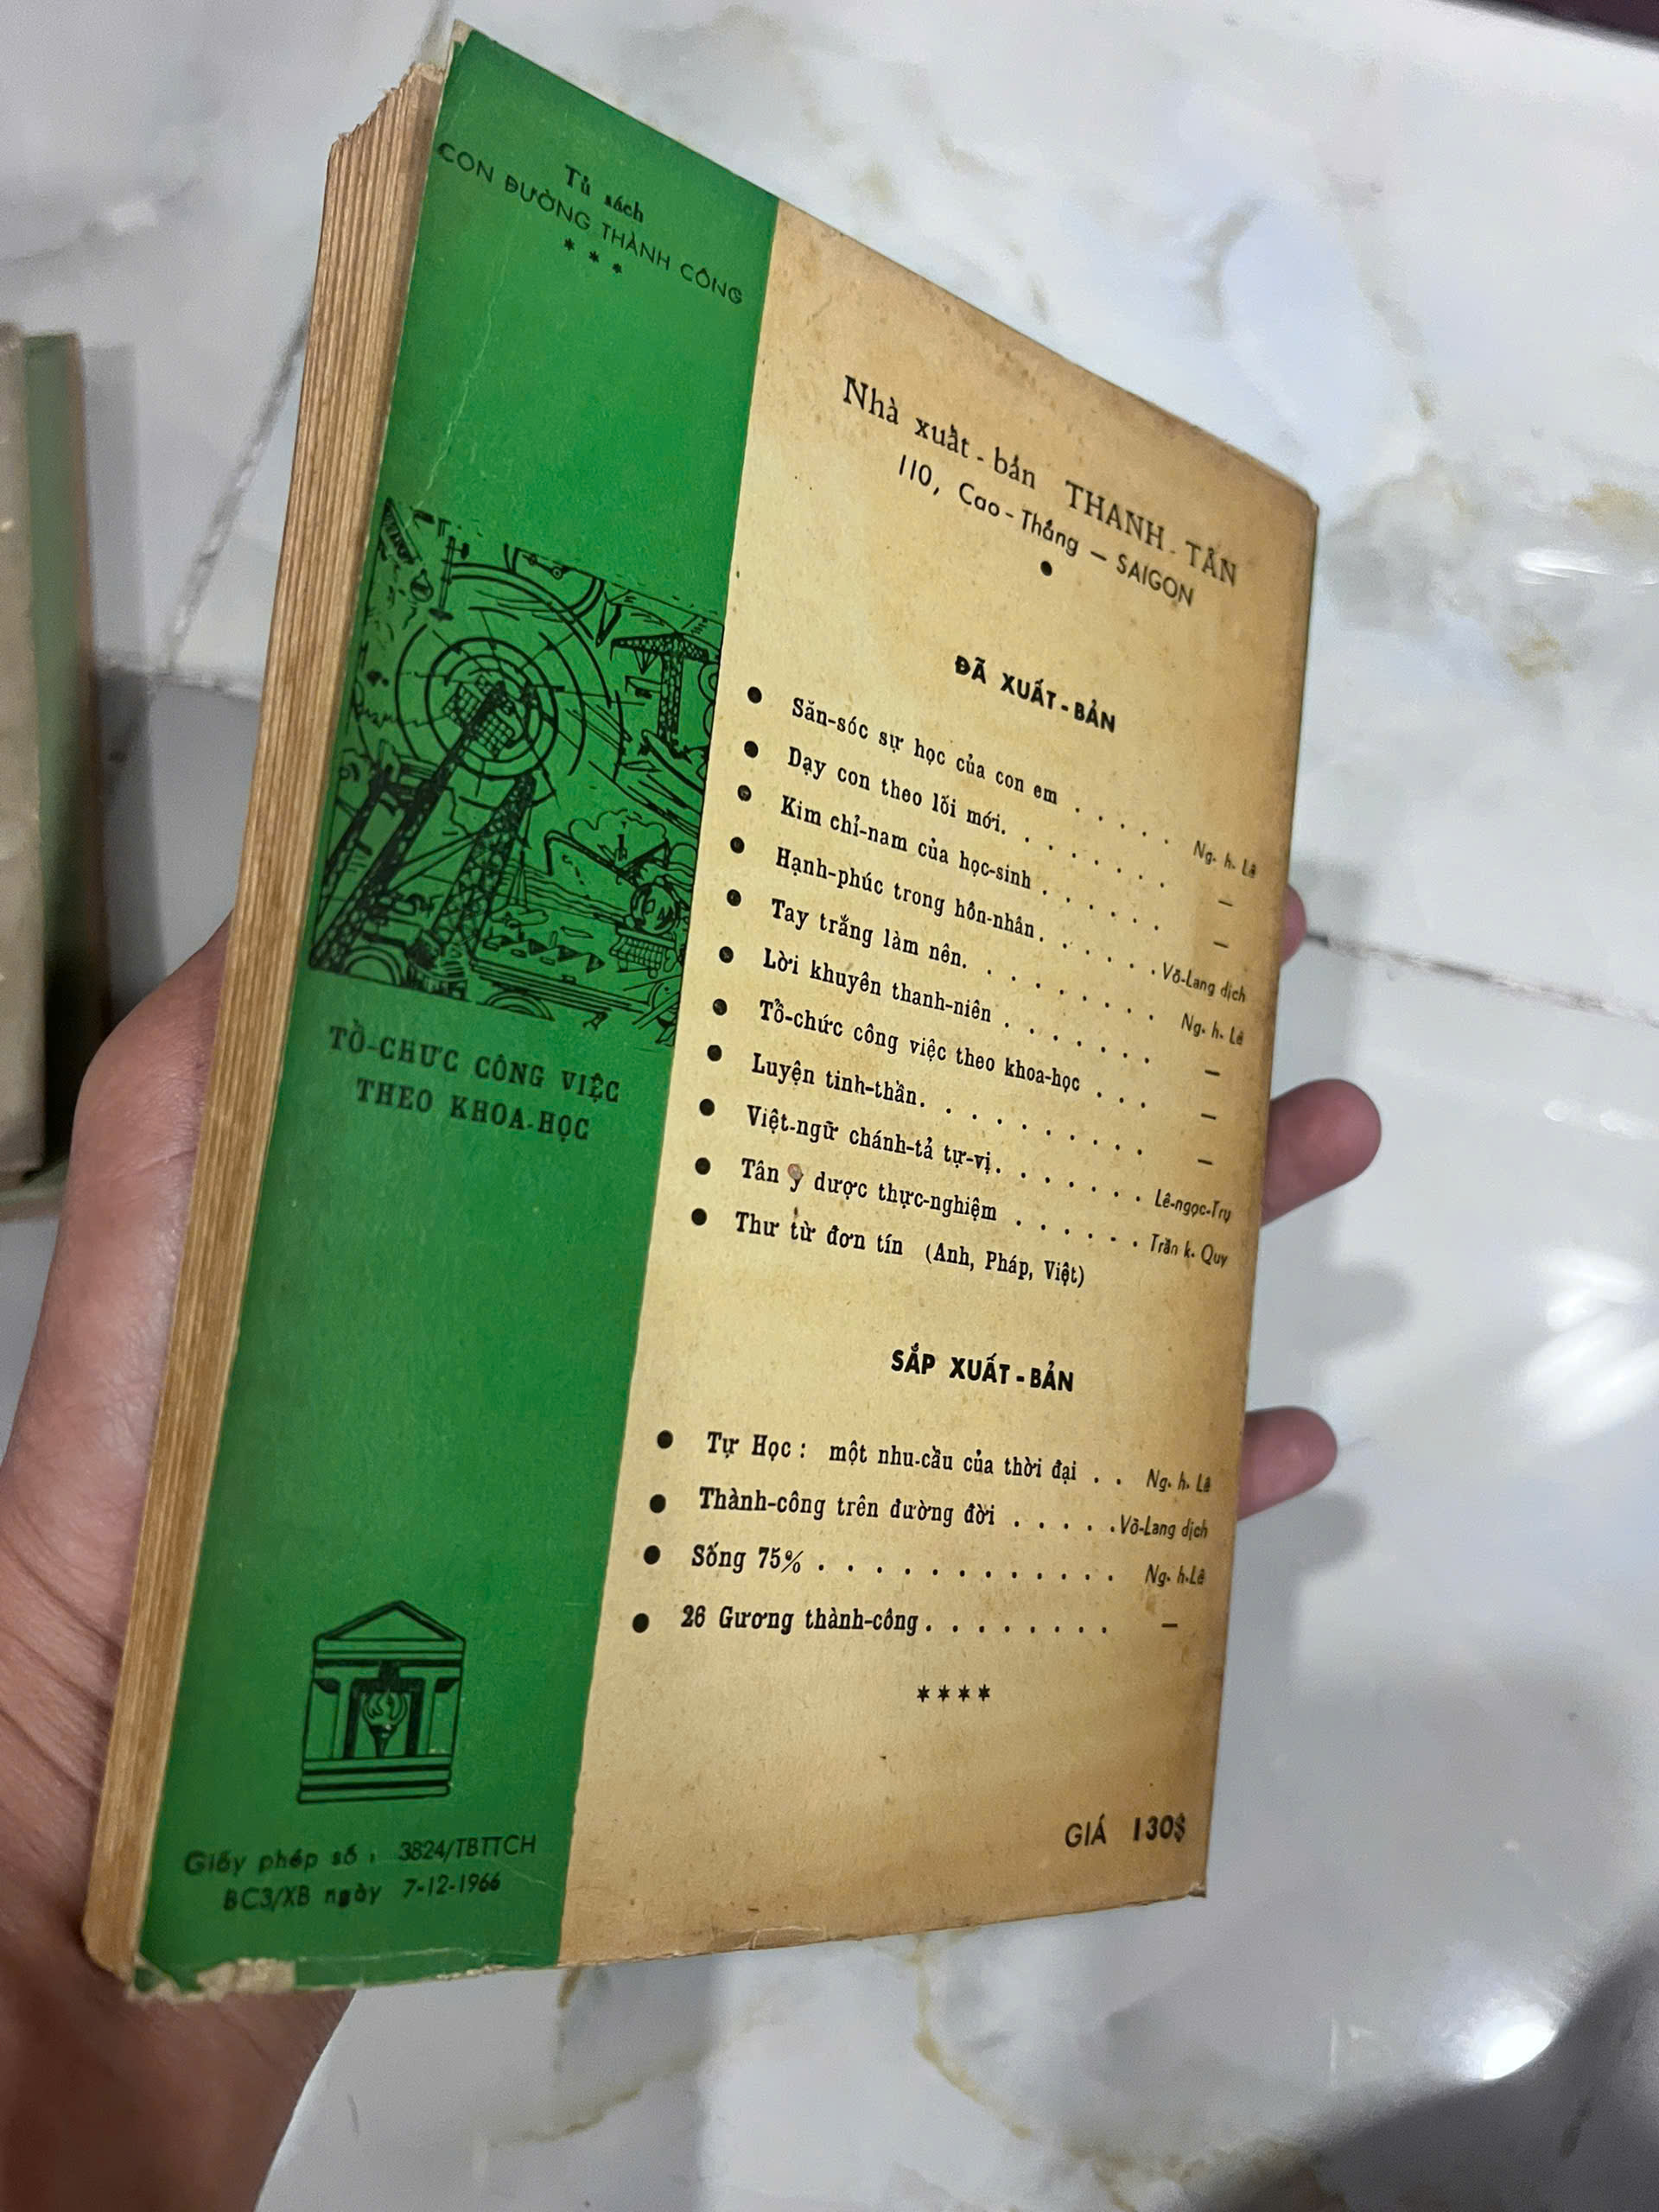 Tủ sách
CON ĐƯỜNG THÀNH CÔNG
* * *
TỔ-CHỨC CÔNG VIỆC
THEO KHOA-HỌC
Giấy phép số : 3824/TBTTCH
BC3/XB ngày 7-12-1966
Nhà xuất-bản THANH-TÂN
110, Cao-Thắng — SAIGON
ĐÃ XUẤT-BẢN
● Săn-sóc sự học của con em . . . . . Ng. h. Lê
● Dạy con theo lối mới. . . . . . . —
● Kim chỉ-nam của học-sinh . . . . . . —
● Hạnh-phúc trong hôn-nhân. . . . . . Võ-Lang dịch
● Tay trắng làm nên. . . . . . . . Ng. h. Lê
● Lời khuyên thanh-niên . . . . . . . —
● Tổ-chức công việc theo khoa-học . . . —
● Luyện tinh-thần. . . . . . . . . —
● Việt-ngữ chánh-tả tự-vị. . . . . . . Lê-ngọc-Trụ
● Tân y dược thực-nghiệm . . . . . . Trần k. Quy
● Thư từ đơn tín (Anh, Pháp, Việt)
SẮP XUẤT-BẢN
● Tự Học : một nhu-cầu của thời đại . . Ng. h. Lê
● Thành-công trên đường đời . . . . . Võ-Lang dịch
● Sống 75% . . . . . . . . . . . Ng. h. Lê
● 26 Gương thành-công. . . . . . . . —
****
GIÁ 130$